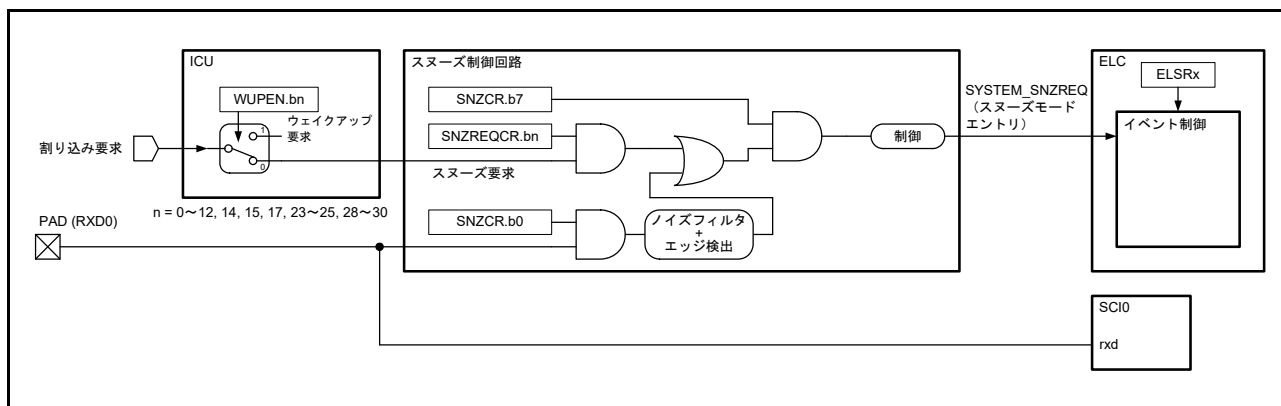 ICU
WUPEN.bn
ウェイクアップ
要求
1
0
割り込み要求
n = 0～12, 14, 15, 17, 23～25, 28～30
PAD (RXD0)
スヌーズ制御回路
SNZCR.b7
SNZREQCR.bn
スヌーズ要求
SNZCR.b0
ノイズフィルタ
+
エッジ検出
制御
SYSTEM_SNZREQ
（スヌーズモード
エントリ）
ELC
ELSRx
イベント制御
SCI0
rxd